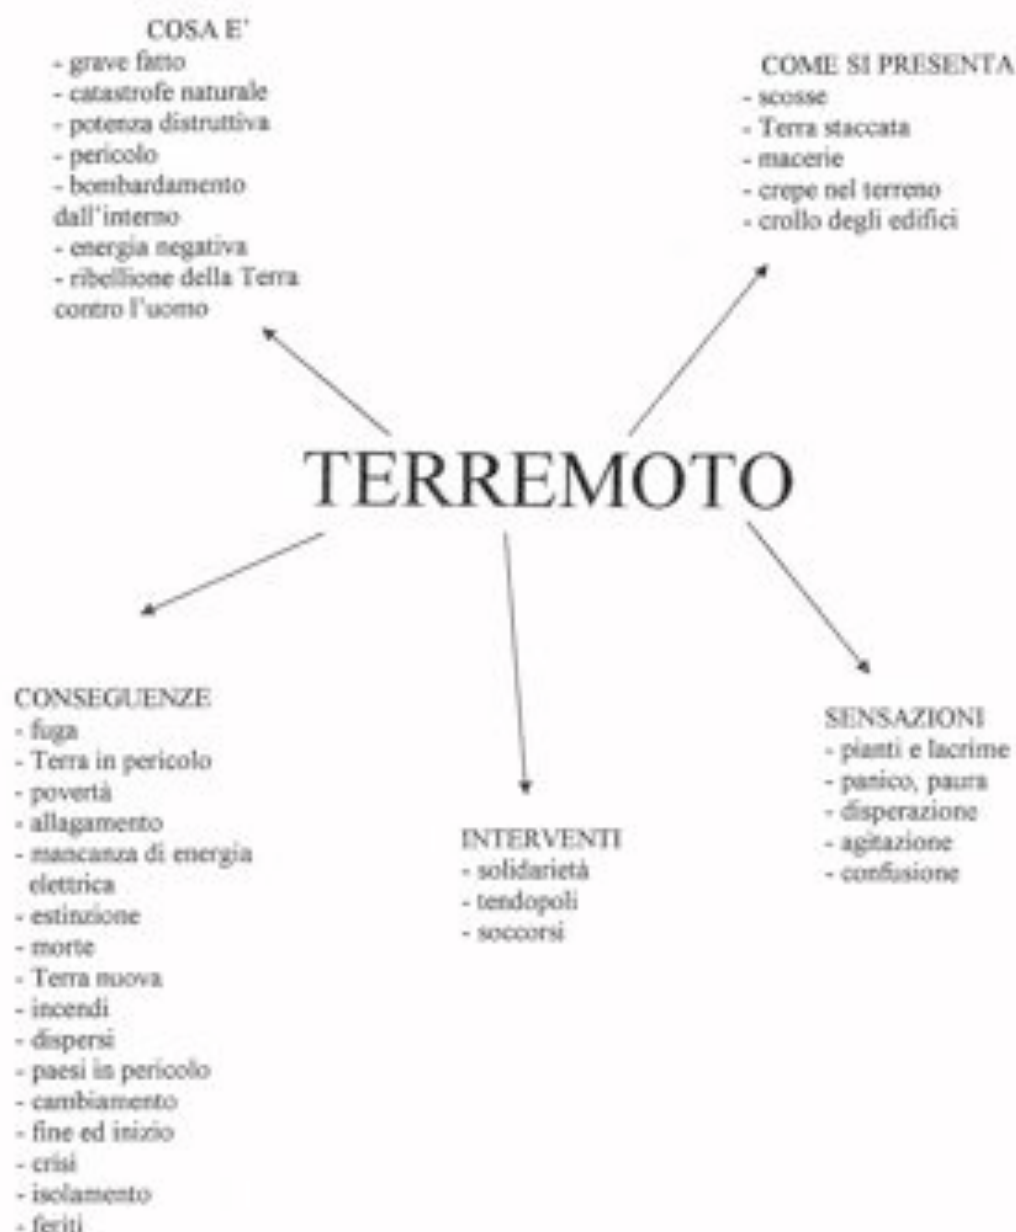 COSA E'
- grave fatto
- catastrofe naturale
- potenza distruttiva
- pericolo
- bombardamento
dall'interno
- energia negativa
- ribellione della Terra
contro l'uomo
COME SI PRESENTA
- scosse
- Terra staccata
- macerie
- crepe nel terreno
- crollo degli edifici
TERREMOTO
CONSEGUENZE
- fuga
- Terra in pericolo
- povertà
- allagamento
- mancanza di energia
elettrica
- estinzione
- morte
- Terra nuova
- incendi
- dispersi
- paesi in pericolo
- cambiamento
- fine ed inizio
- crisi
- isolamento
- feriti
INTERVENTI
- solidarietà
- tendopoli
- soccorsi
SENSAZIONI
- pianti e lacrime
- panico, paura
- disperazione
- agitazione
- confusione